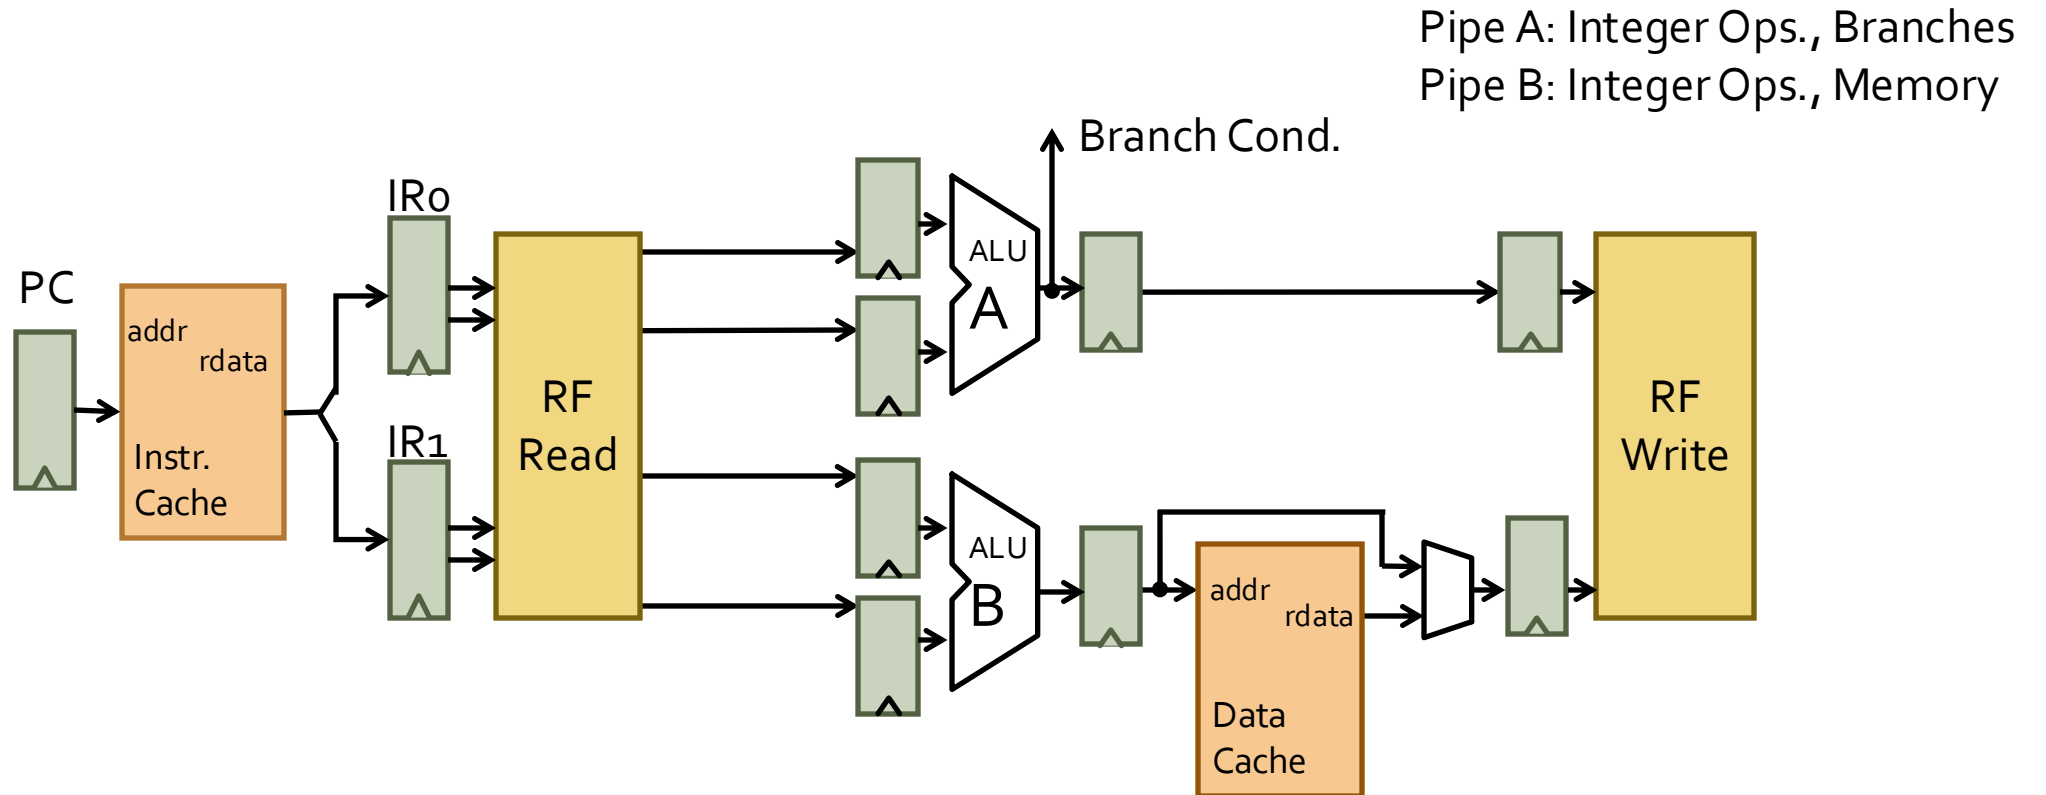 Pipe A: Integer Ops., Branches
Pipe B: Integer Ops., Memory
Branch Cond.
IR0
ALU
A
PC
addr
rdata
RF
Read
RF
Write
IR1
Instr.
Cache
ALU
B
addr
rdata
Data
Cache